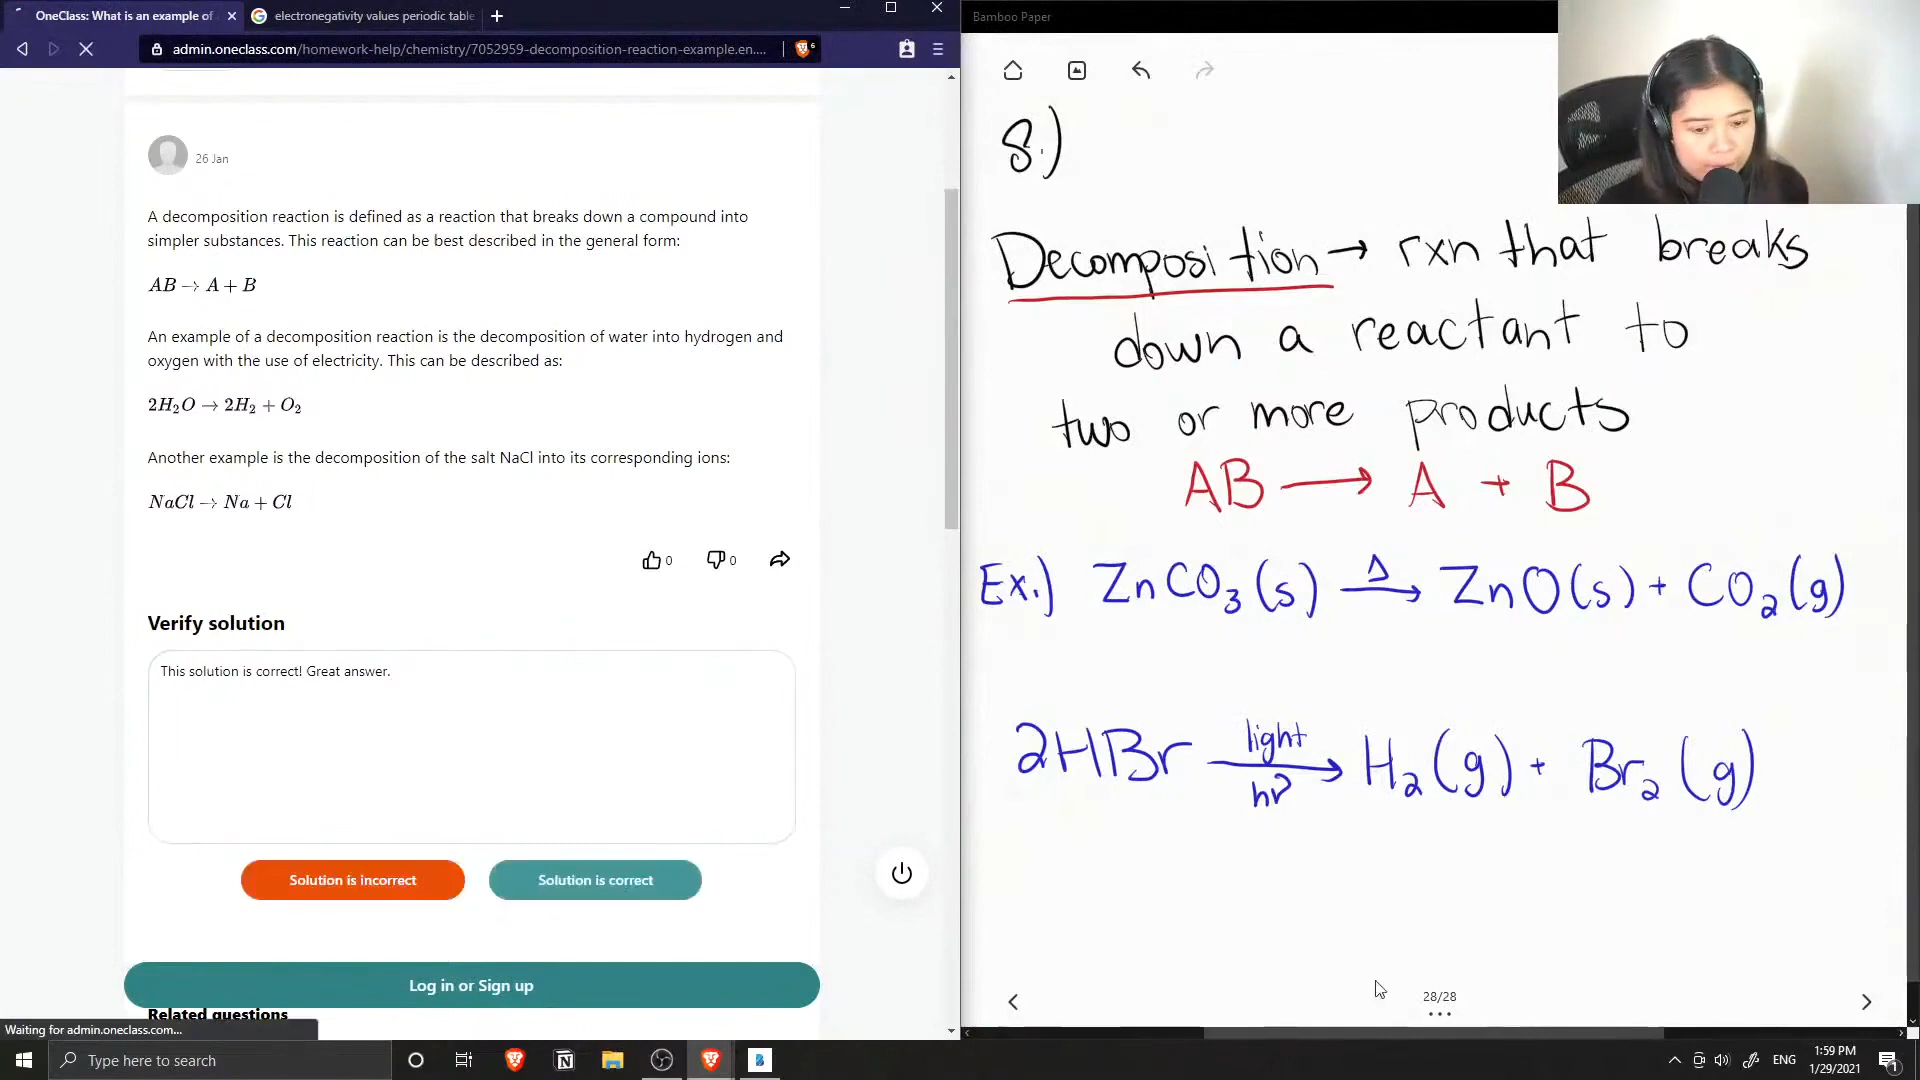 OneClass: What is an example of
electronegativity values periodic table
admin.oneclass.com/homework-help/chemistry/7052959-decomposition-reaction-example.en....
6
26 Jan
A decomposition reaction is defined as a reaction that breaks down a compound into
simpler substances. This reaction can be best described in the general form:
AB → A + B
An example of a decomposition reaction is the decomposition of water into hydrogen and
oxygen with the use of electricity. This can be described as:
2H₂O → 2H₂ + O₂
Another example is the decomposition of the salt NaCl into its corresponding ions:
NaCl → Na + Cl
0 0
Verify solution
This solution is correct! Great answer.
Solution is incorrect Solution is correct
Log in or Sign up
Related questions
Waiting for admin.oneclass.com...
Bamboo Paper
8.)
Decomposition → rxn that breaks
down a reactant to
two or more products
AB → A + B
Ex.) ZnCO₃(s) Δ→ ZnO(s) + CO₂(g)
light
2HBr → H₂(g) + Br₂(g)
hν
28/28
Type here to search
ENG
1:59 PM
1/29/2021
1